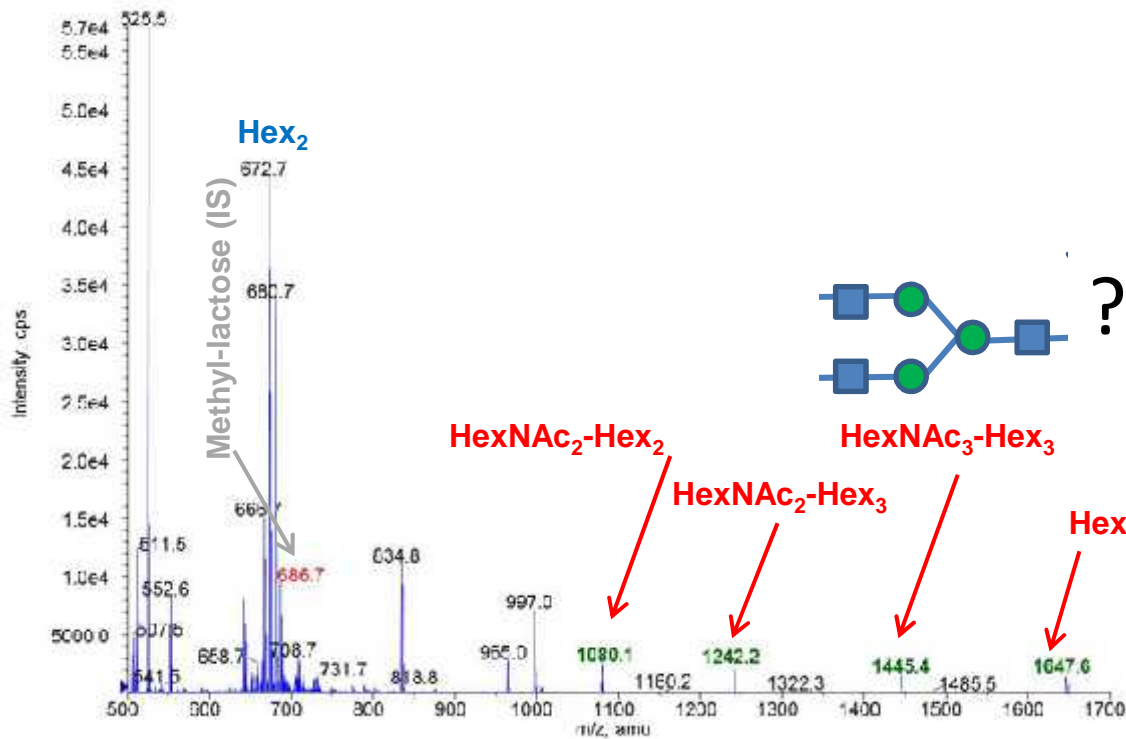 5.7e4
525.5
5.5e4
5.0e4
Hex₂
4.5e4
672.7
4.0e4
3.5e4
680.7
?
3.0e4
Intensity cps
Methyl-lactose (IS)
2.5e4
HexNAc₂-Hex₂
HexNAc₃-Hex₃
2.0e4
HexNAc₂-Hex₃
1.5e4
Hex
511.5
834.8
1.0e4
686.7
552.6
997.0
5000.0
658.7
708.7
731.7
1080.1
1242.2
1445.4
1647.6
541.5
818.8
1160.2
1322.3
1485.5
500 600 700 800 900 1000 1100 1200 1300 1400 1500 1600 1700
m/z, amu